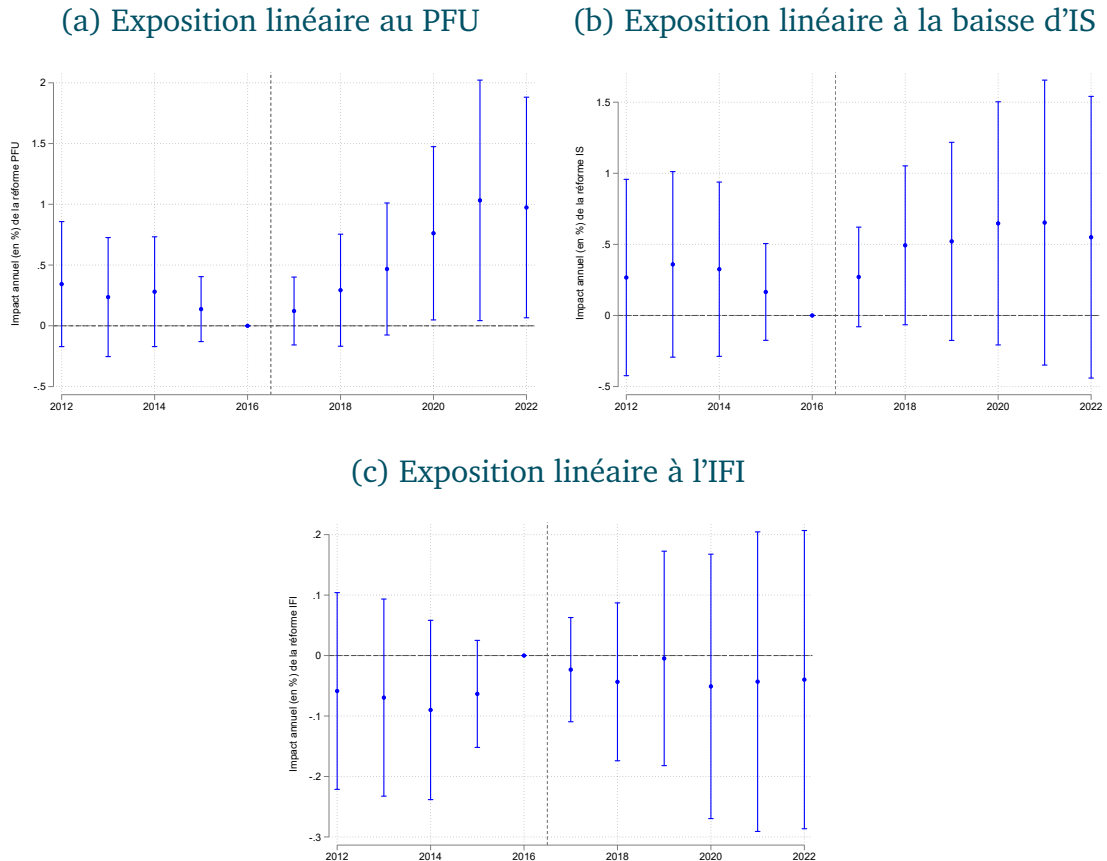 (a) Exposition linéaire au PFU
Impact annuel (en %) de la réforme PFU
2
1.5
1
.5
0
-.5
2012 2014 2016 2018 2020 2022
(b) Exposition linéaire à la baisse d'IS
Impact annuel (en %) de la réforme IS
1.5
1
.5
0
-.5
2012 2014 2016 2018 2020 2022
(c) Exposition linéaire à l'IFI
Impact annuel (en %) de la réforme IFI
.2
.1
0
-.1
-.2
-.3
2012 2014 2016 2018 2020 2022